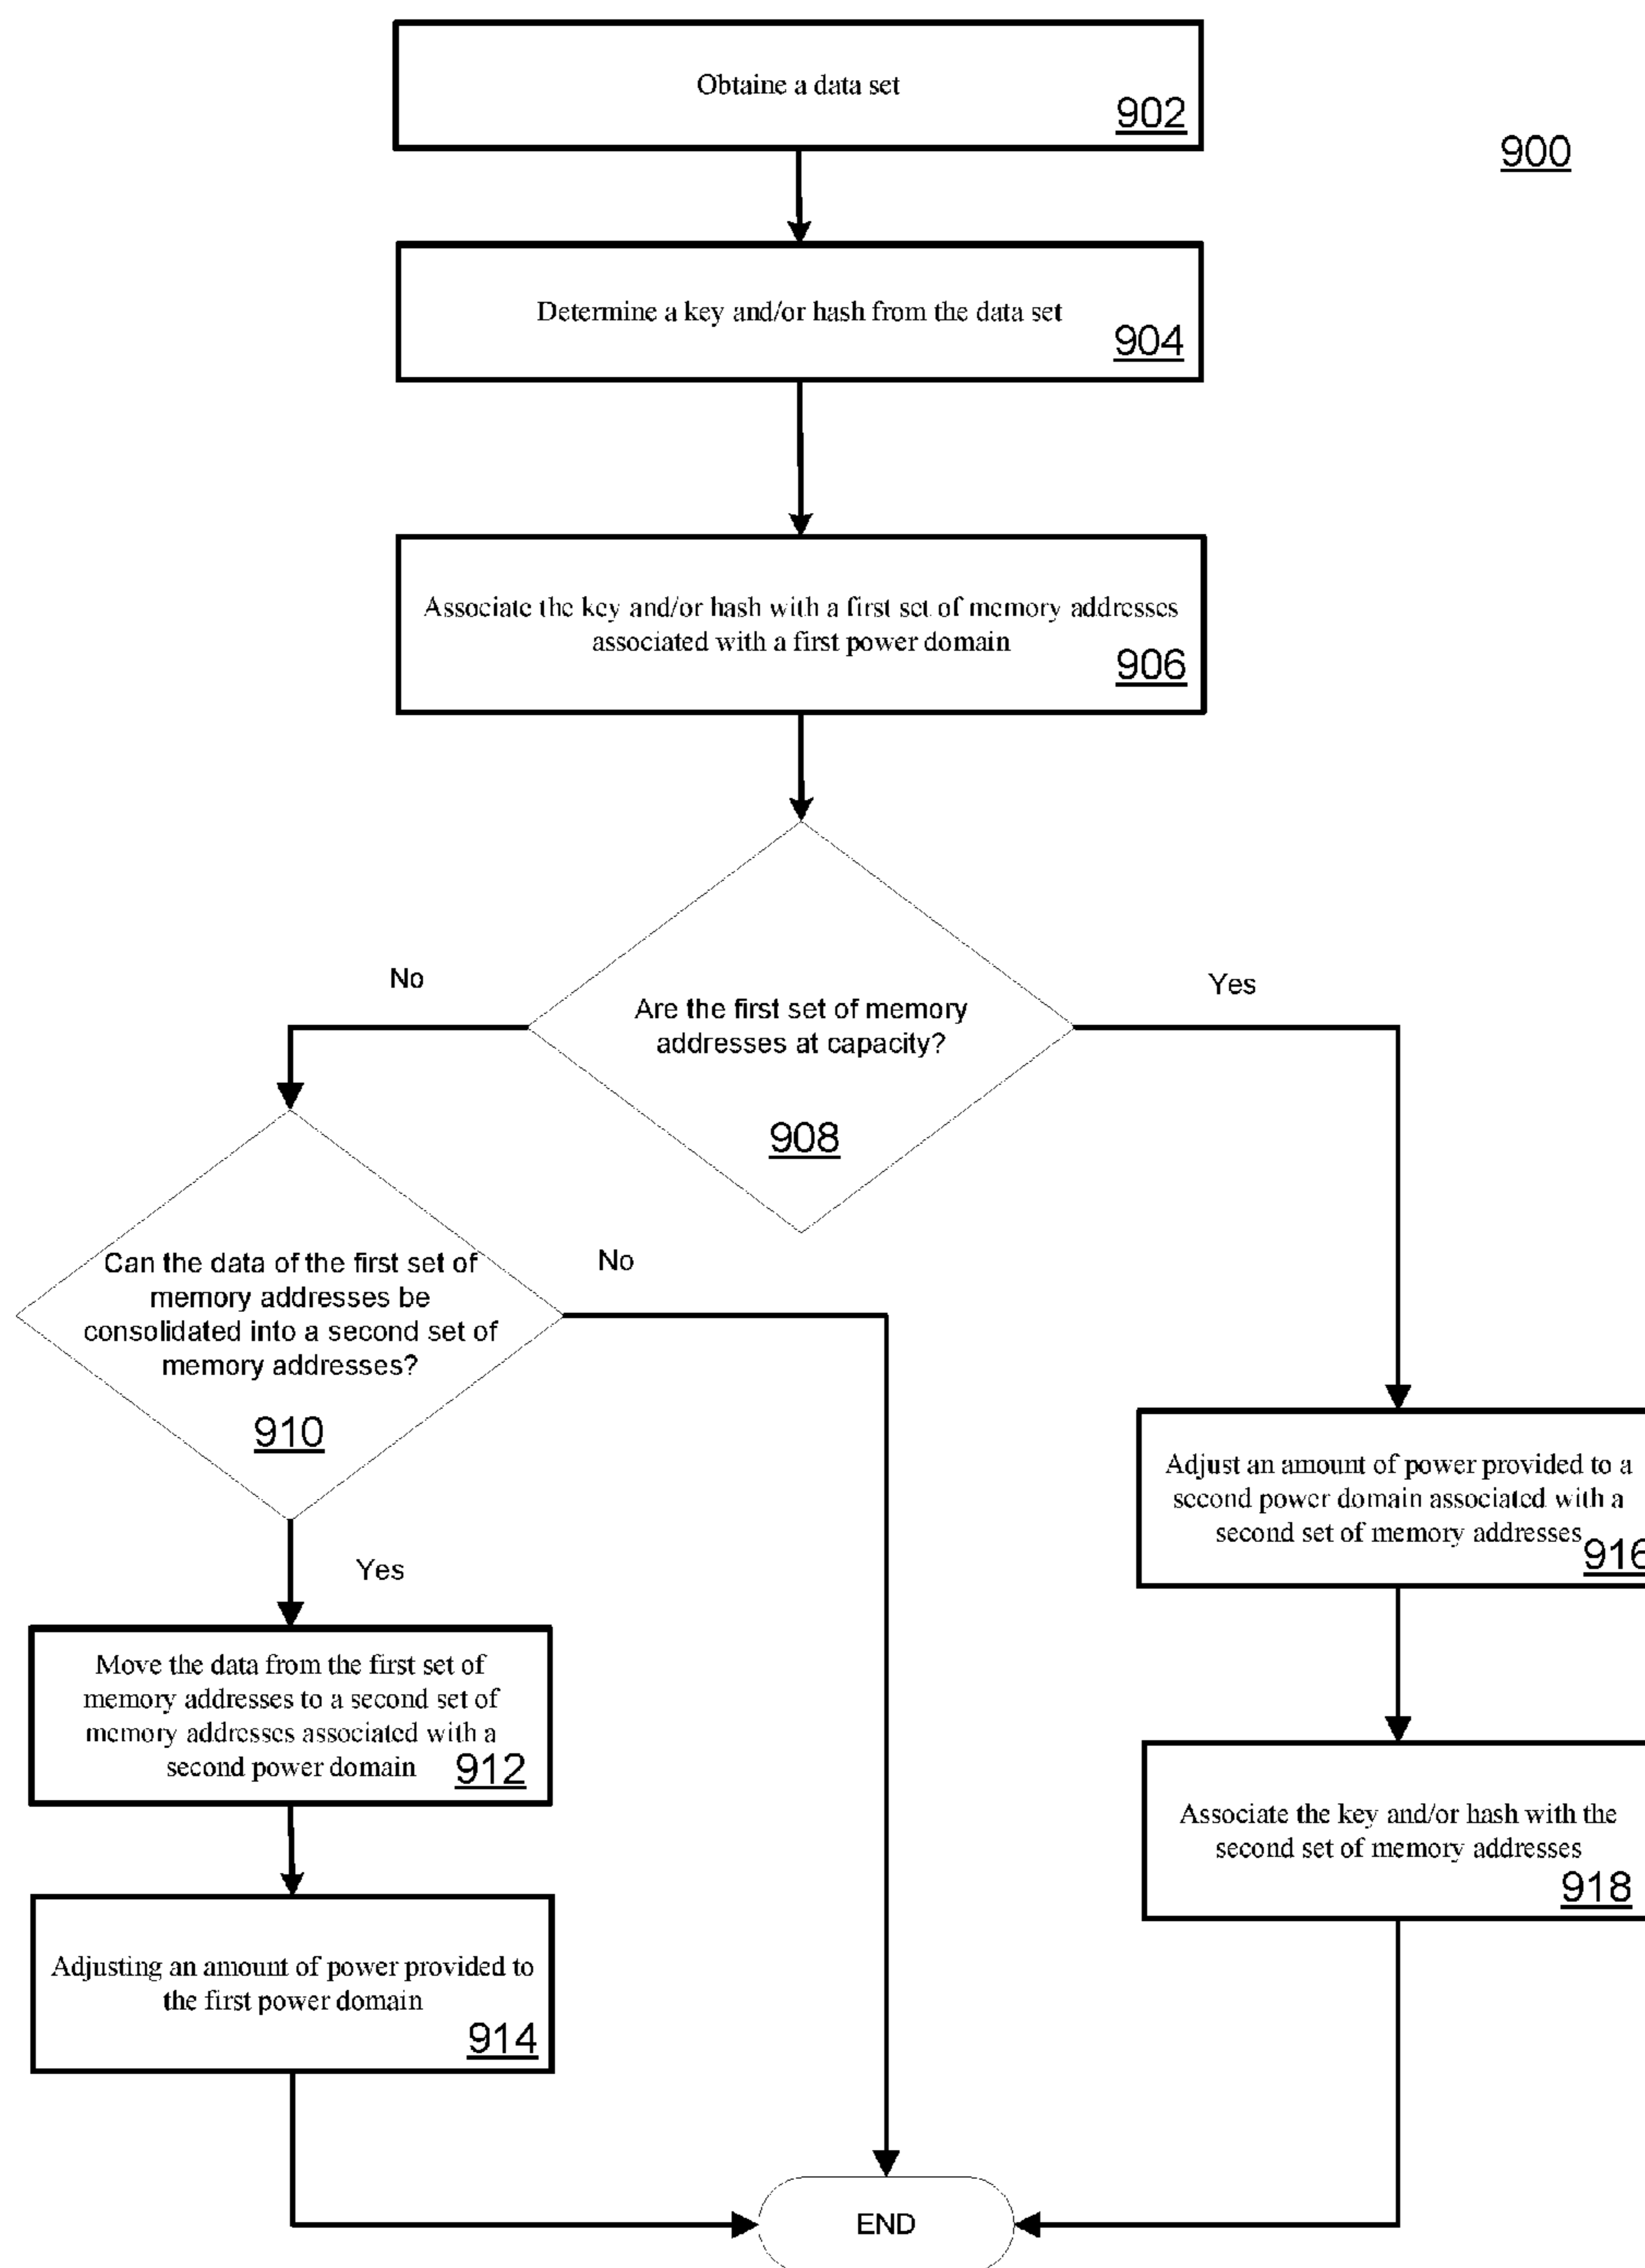 Obtaine a data set
902
900
Determine a key and/or hash from the data set
904
Associate the key and/or hash with a first set of memory addresses
associated with a first power domain
906
No
Yes
Are the first set of memory
addresses at capacity?
908
Can the data of the first set of
memory addresses be
consolidated into a second set of
memory addresses?
910
No
Yes
Adjust an amount of power provided to a
second power domain associated with a
second set of memory addresses
916
Move the data from the first set of
memory addresses to a second set of
memory addresses associated with a
second power domain
912
Associate the key and/or hash with the
second set of memory addresses
918
Adjusting an amount of power provided to
the first power domain
914
END